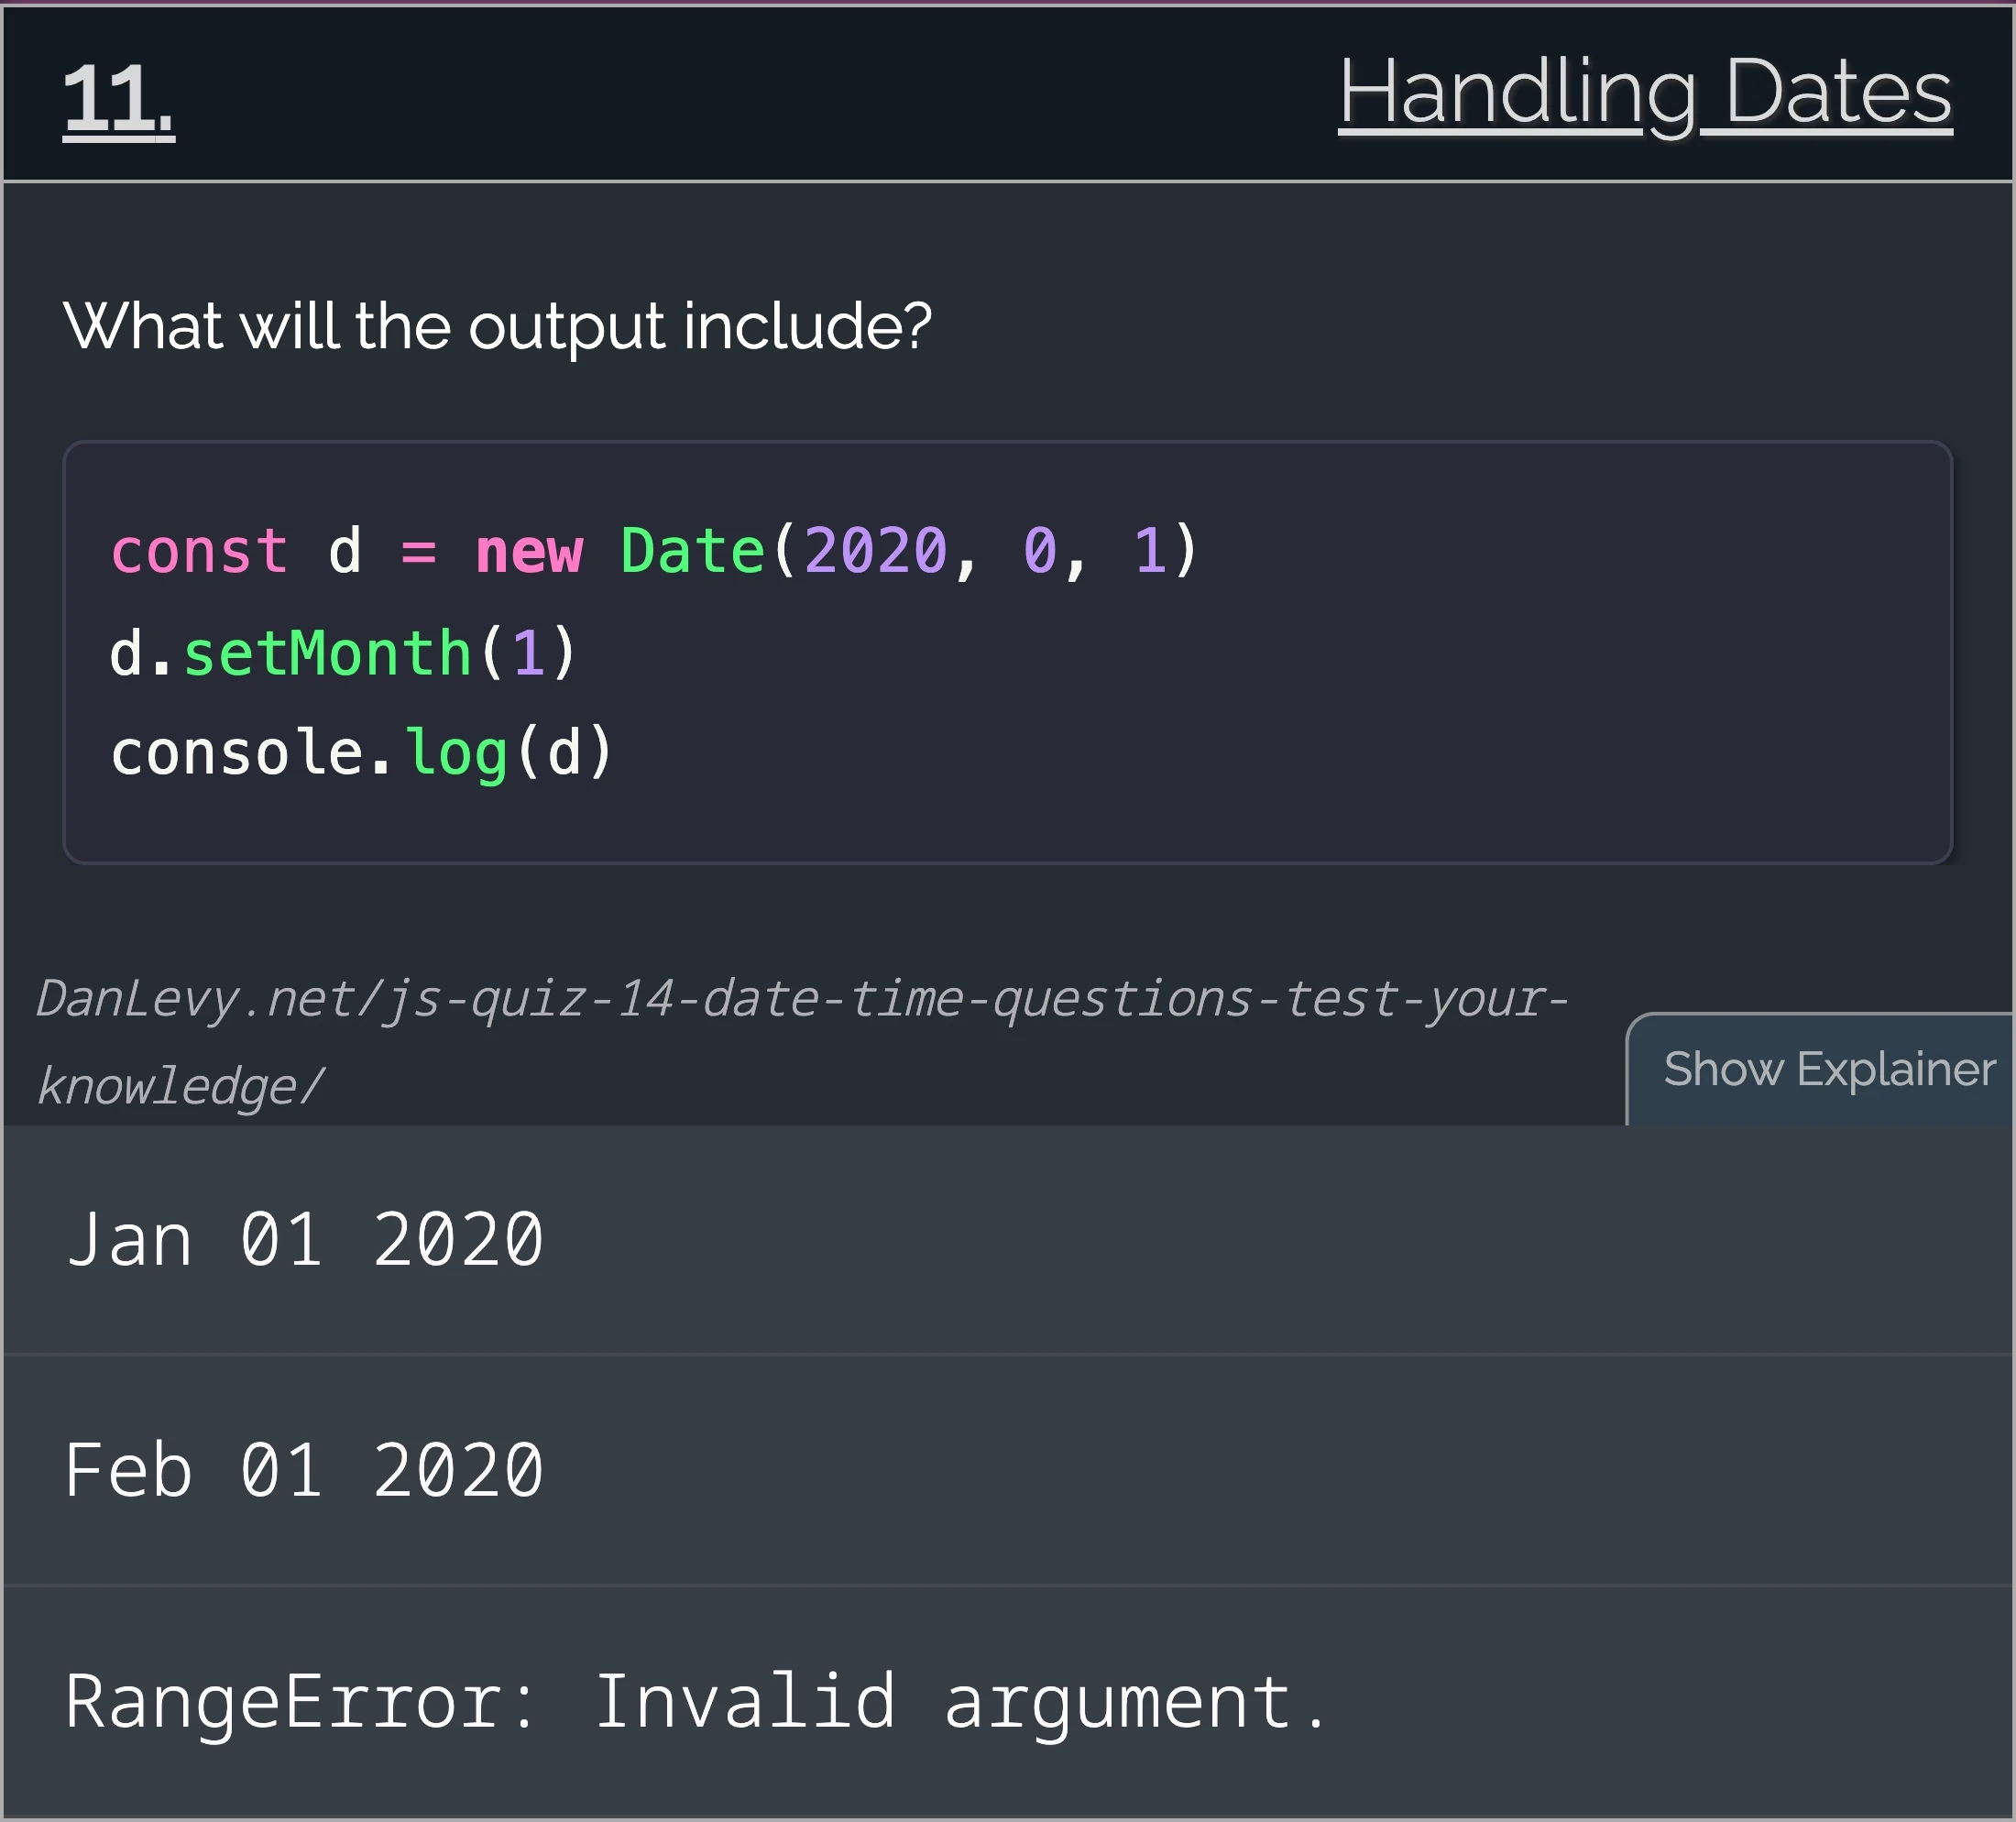 11.
Handling Dates
What will the output include?
const d = new Date(2020, 0, 1)
d.setMonth(1)
console.log(d)
DanLevy.net/js-quiz-14-date-time-questions-test-your-
knowledge/
Show Explainer
Jan 01 2020
Feb 01 2020
RangeError: Invalid argument.